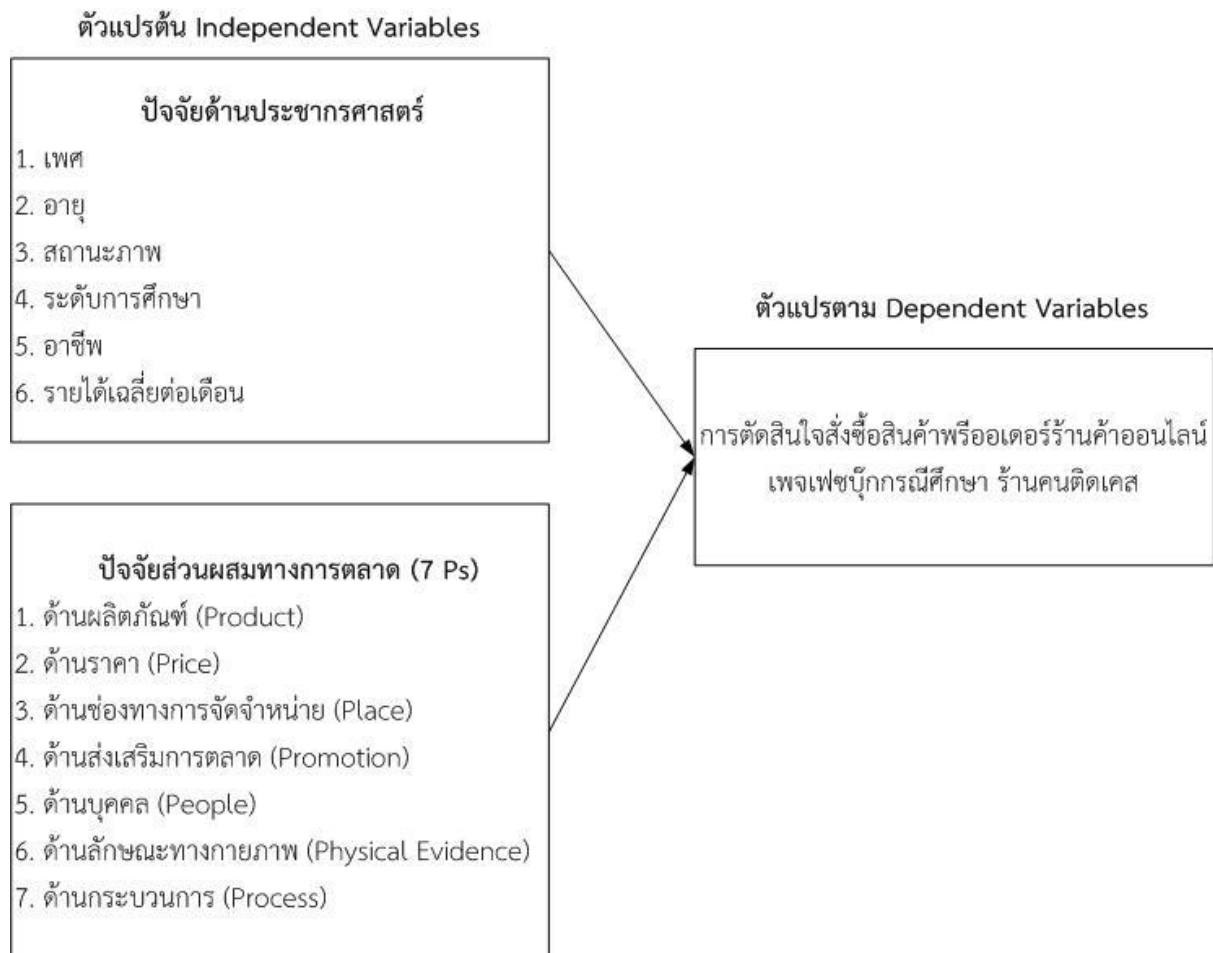 ตัวแปรต้น Independent Variables
ปัจจัยด้านประชากรศาสตร์
1. เพศ
2. อายุ
3. สถานะภาพ
4. ระดับการศึกษา
5. อาชีพ
6. รายได้เฉลี่ยต่อเดือน
ปัจจัยส่วนผสมทางการตลาด (7 Ps)
1. ด้านผลิตภัณฑ์ (Product)
2. ด้านราคา (Price)
3. ด้านช่องทางการจัดจำหน่าย (Place)
4. ด้านส่งเสริมการตลาด (Promotion)
5. ด้านบุคคล (People)
6. ด้านลักษณะทางกายภาพ (Physical Evidence)
7. ด้านกระบวนการ (Process)
ตัวแปรตาม Dependent Variables
การตัดสินใจสั่งซื้อสินค้าพรีออเดอร์ร้านค้าออนไลน์
เพจเฟซบุ๊กกรณีศึกษา ร้านคนติดเคส